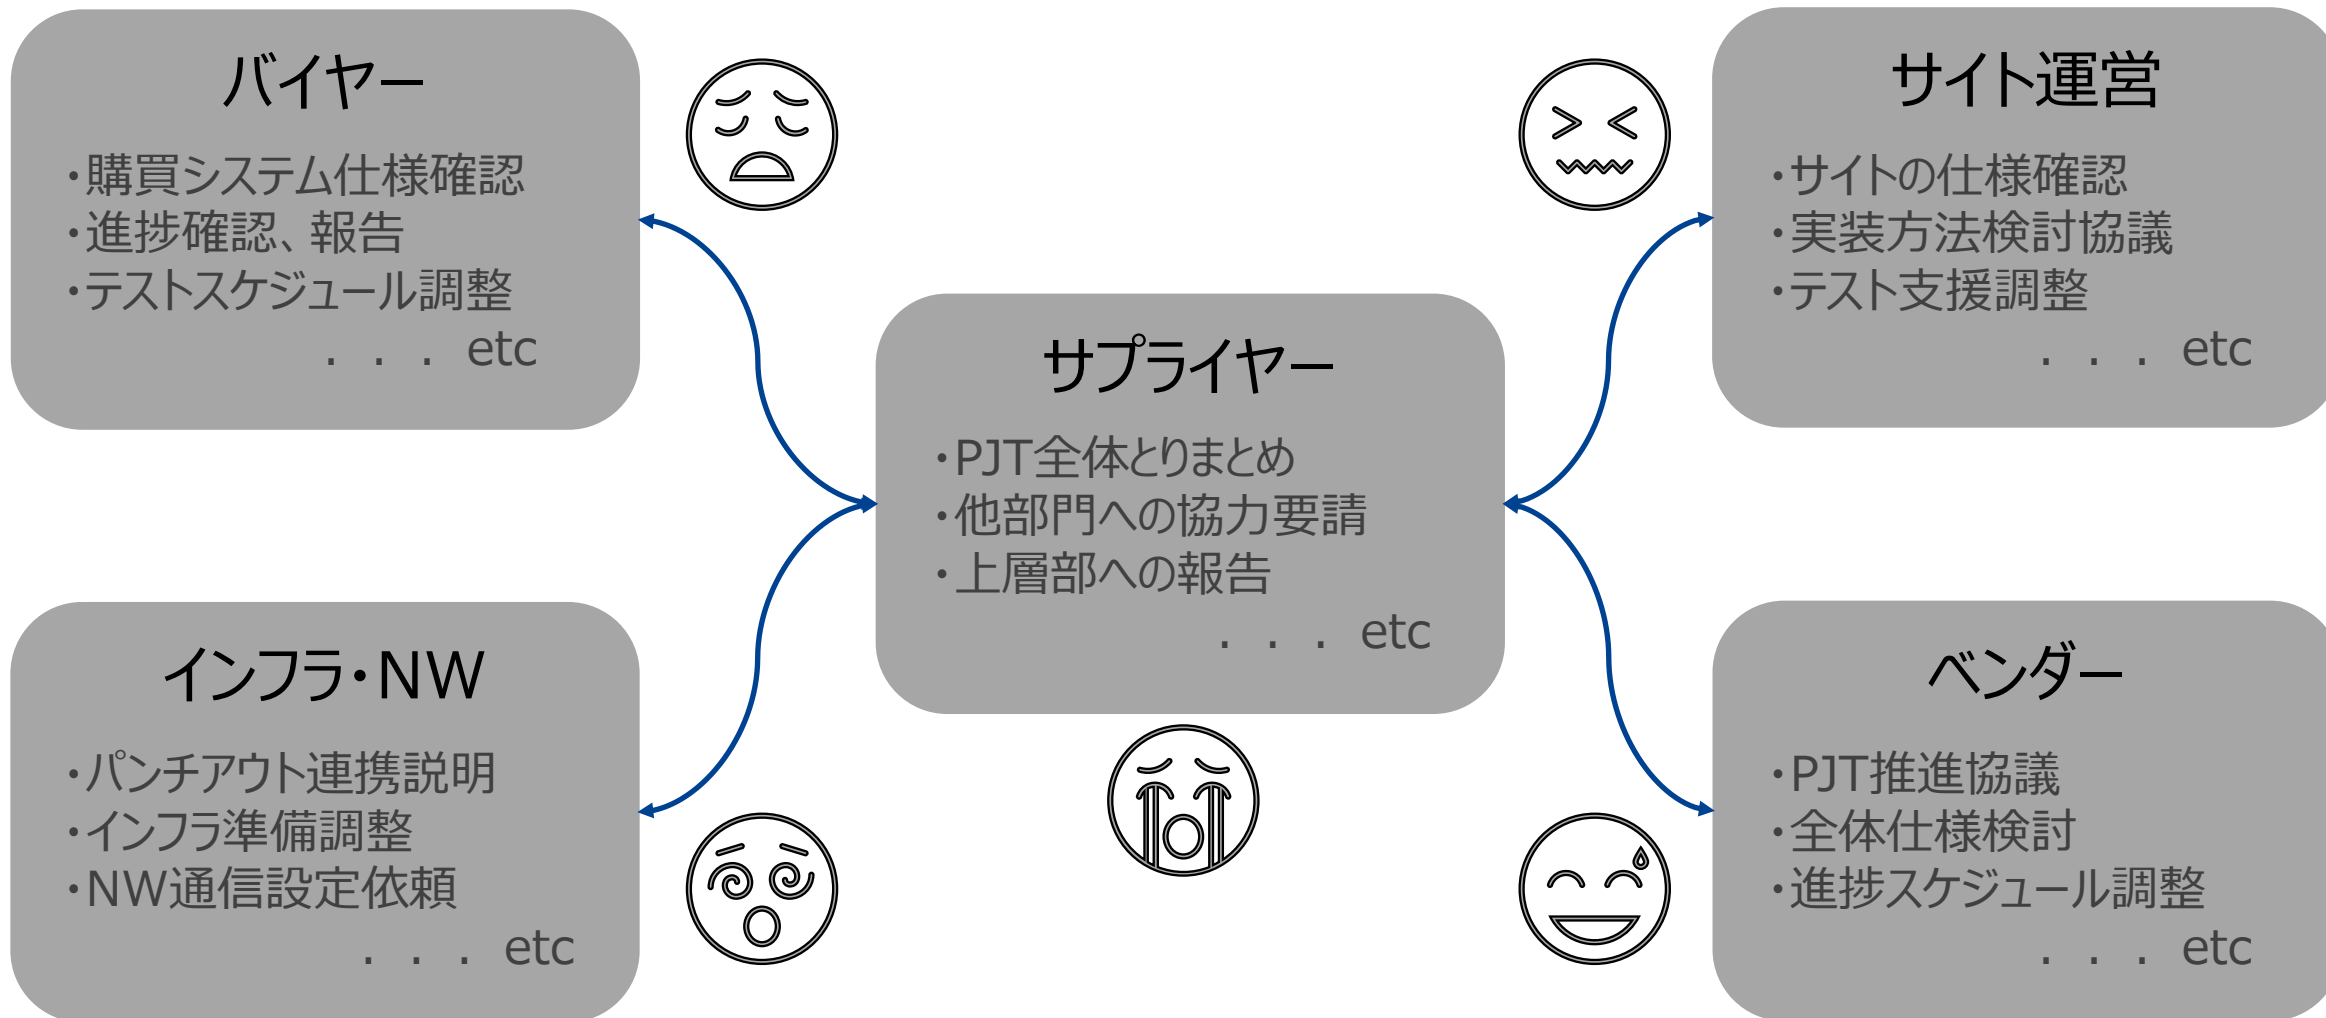 バイヤー
・購買システム仕様確認
・進捗確認、報告
・テストスケジュール調整
．．．etc
サイト運営
・サイトの仕様確認
・実装方法検討協議
・テスト支援調整
．．．etc
サプライヤー
・PJT全体とりまとめ
・他部門への協力要請
・上層部への報告
．．．etc
インフラ・NW
・パンチアウト連携説明
・インフラ準備調整
・NW通信設定依頼
．．．etc
ベンダー
・PJT推進協議
・全体仕様検討
・進捗スケジュール調整
．．．etc